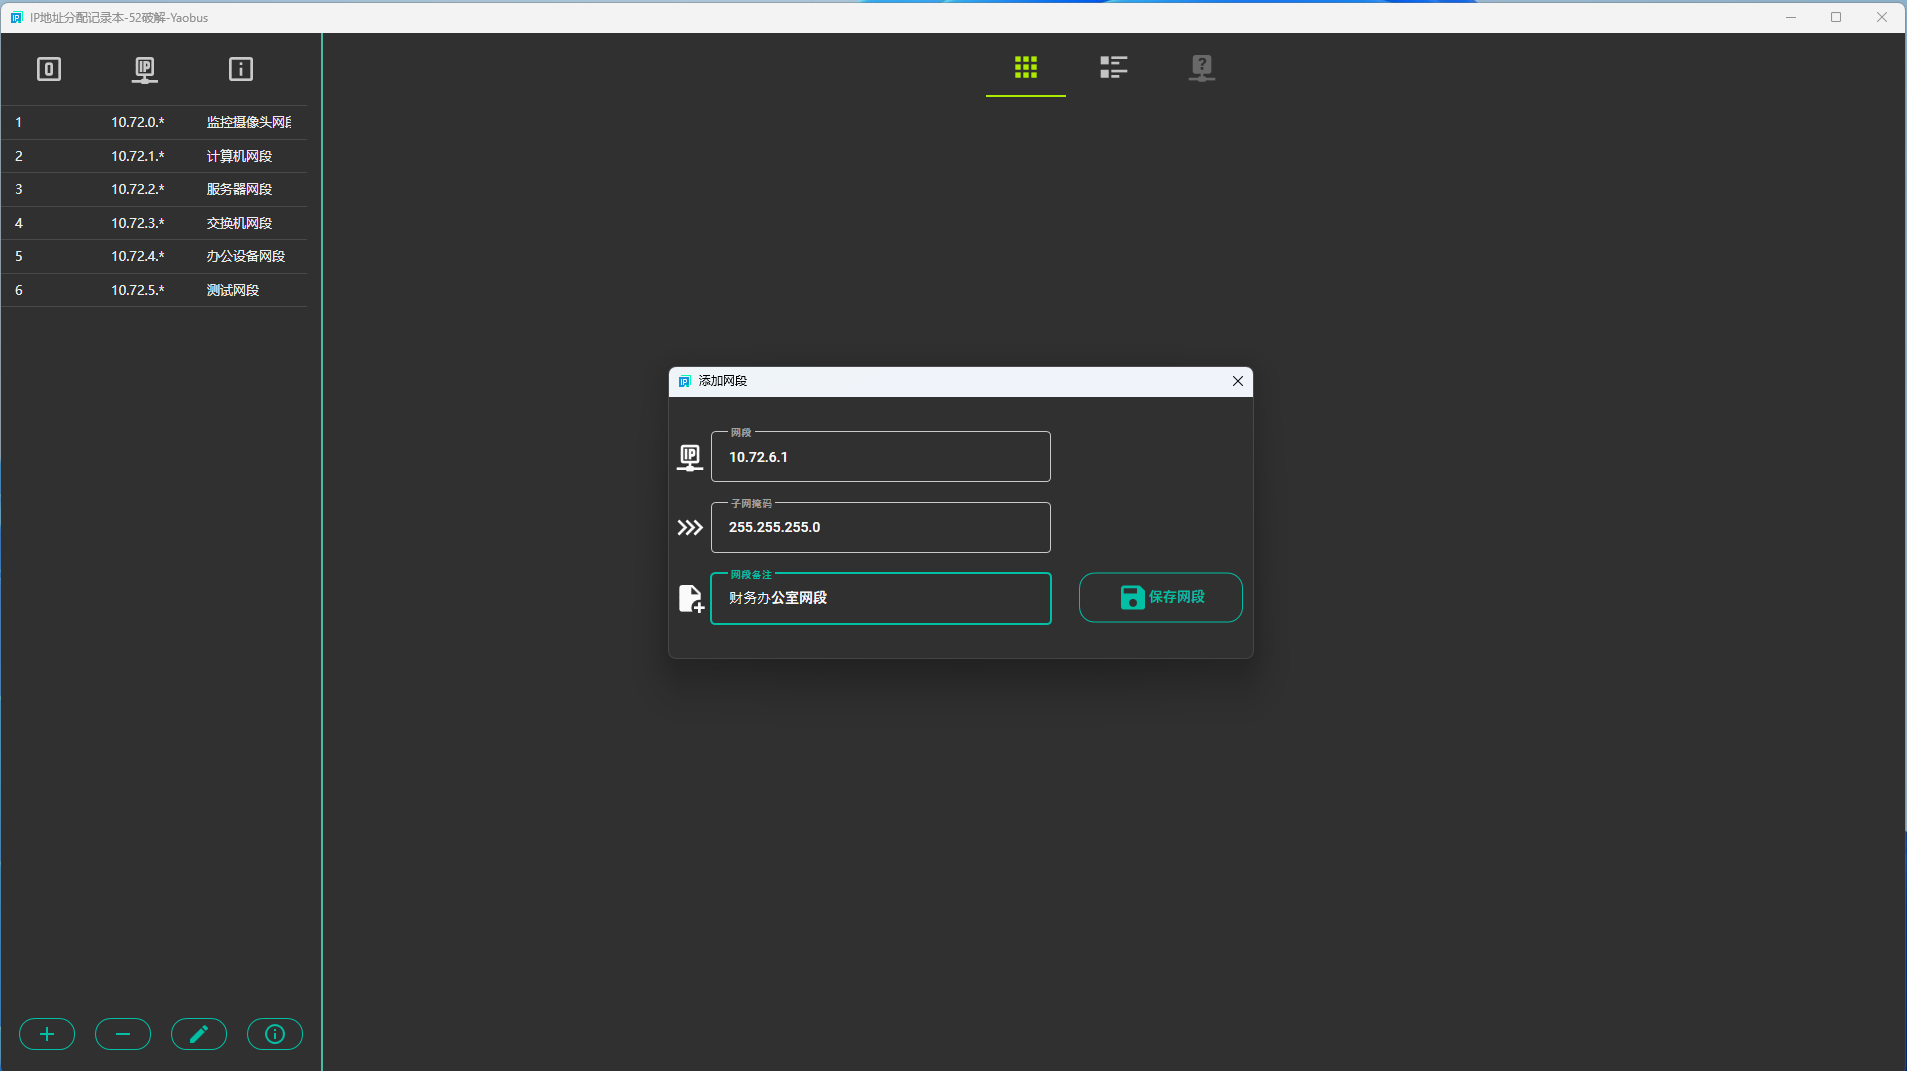 IP地址分配记录本-52破解-Yaobus
1 10.72.0.* 监控摄像头网
2 10.72.1.* 计算机网段
3 10.72.2.* 服务器网段
4 10.72.3.* 交换机网段
5 10.72.4.* 办公设备网段
6 10.72.5.* 测试网段
添加网段
网段
10.72.6.1
子网掩码
255.255.255.0
网段备注
财务办公室网段
保存网段